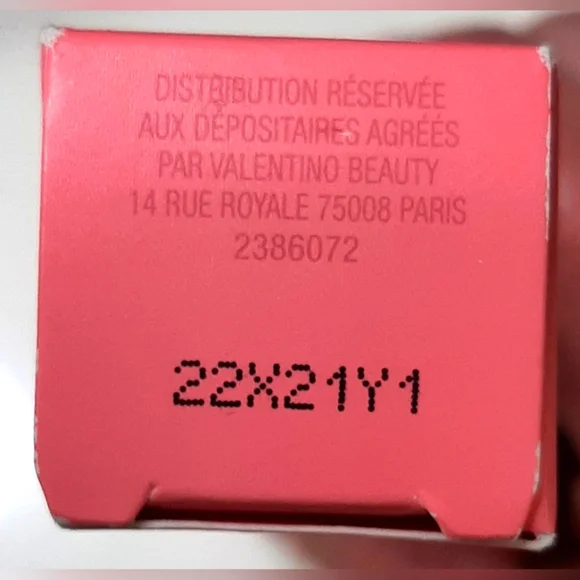 DISTRIBUTION RÉSERVÉE
AUX DÉPOSITAIRES AGRÉÉS
PAR VALENTINO BEAUTY
14 RUE ROYALE 75008 PARIS
2386072
22X21Y1